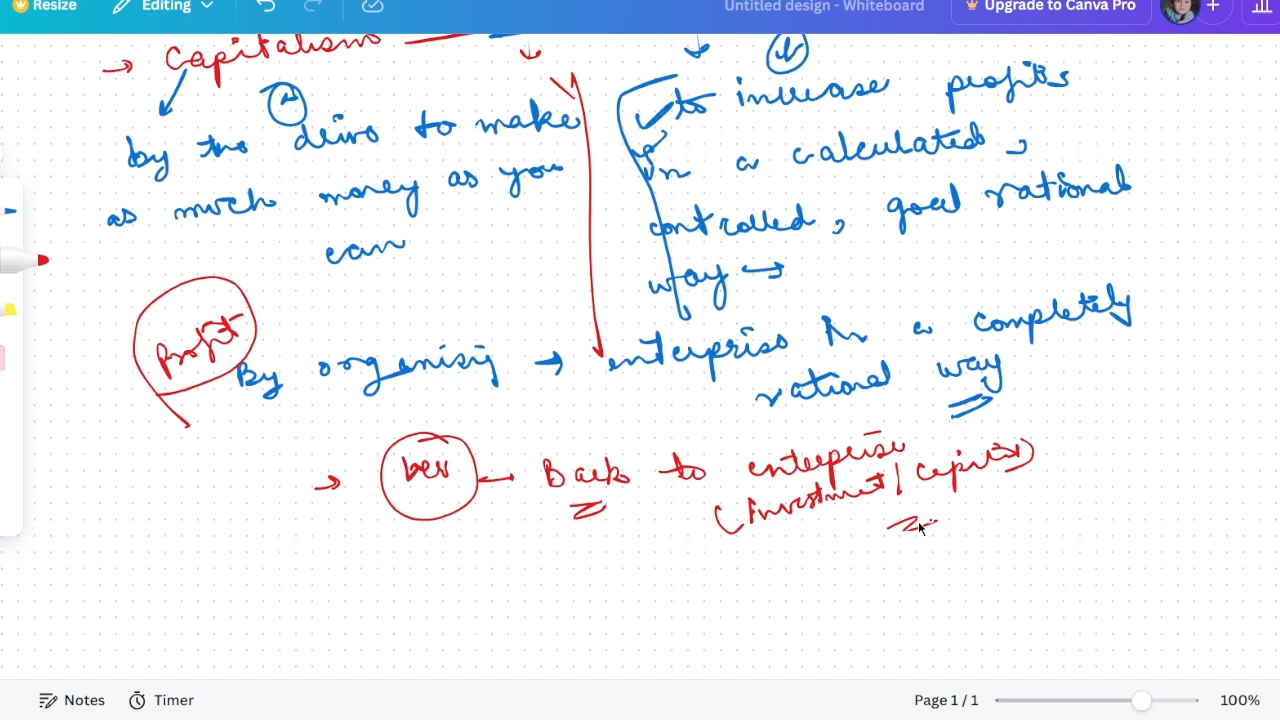 Resize Editing Untitled design - Whiteboard Upgrade to Canva Pro
→ Capitalism
by the
as much money as you
can
to make
to increase profits
in a calculated,
controlled, goal rational
way →
Profit
By organising → enterprise in a completely
rational way
→ Back to enterprise
(Investment / Capital)
Notes Timer Page 1 / 1 100%